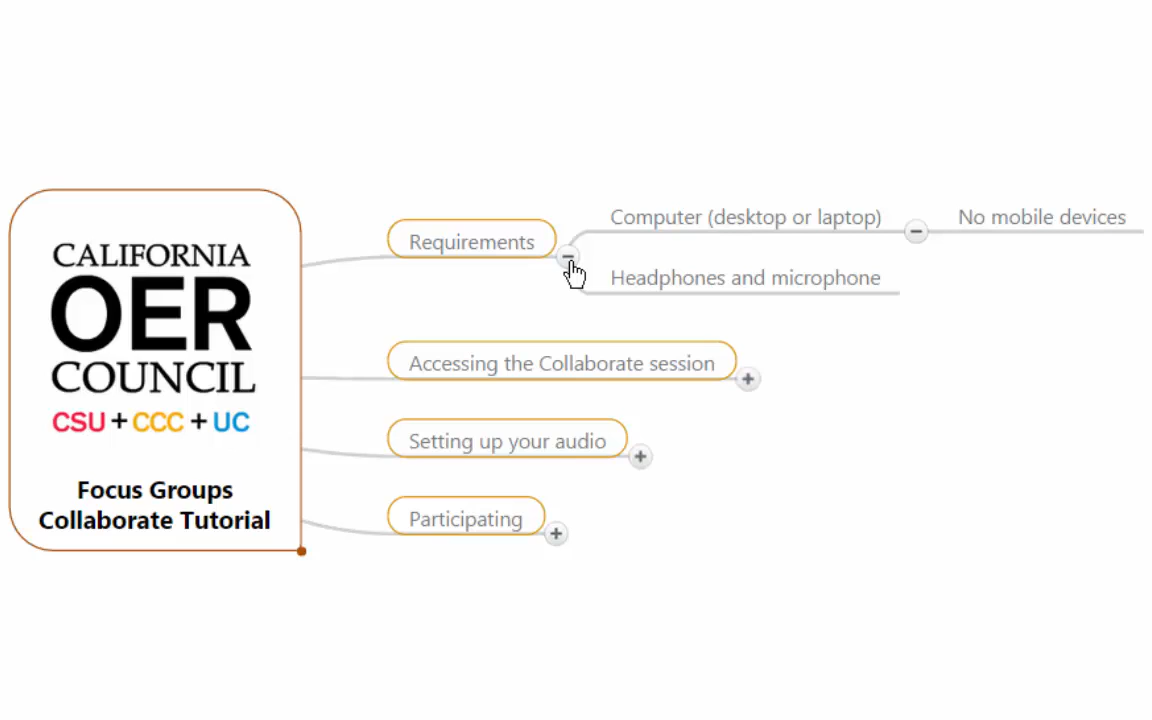 CALIFORNIA
OER
COUNCIL
CSU + CCC + UC
Focus Groups
Collaborate Tutorial
Requirements
Computer (desktop or laptop)
No mobile devices
Headphones and microphone
Accessing the Collaborate session
Setting up your audio
Participating